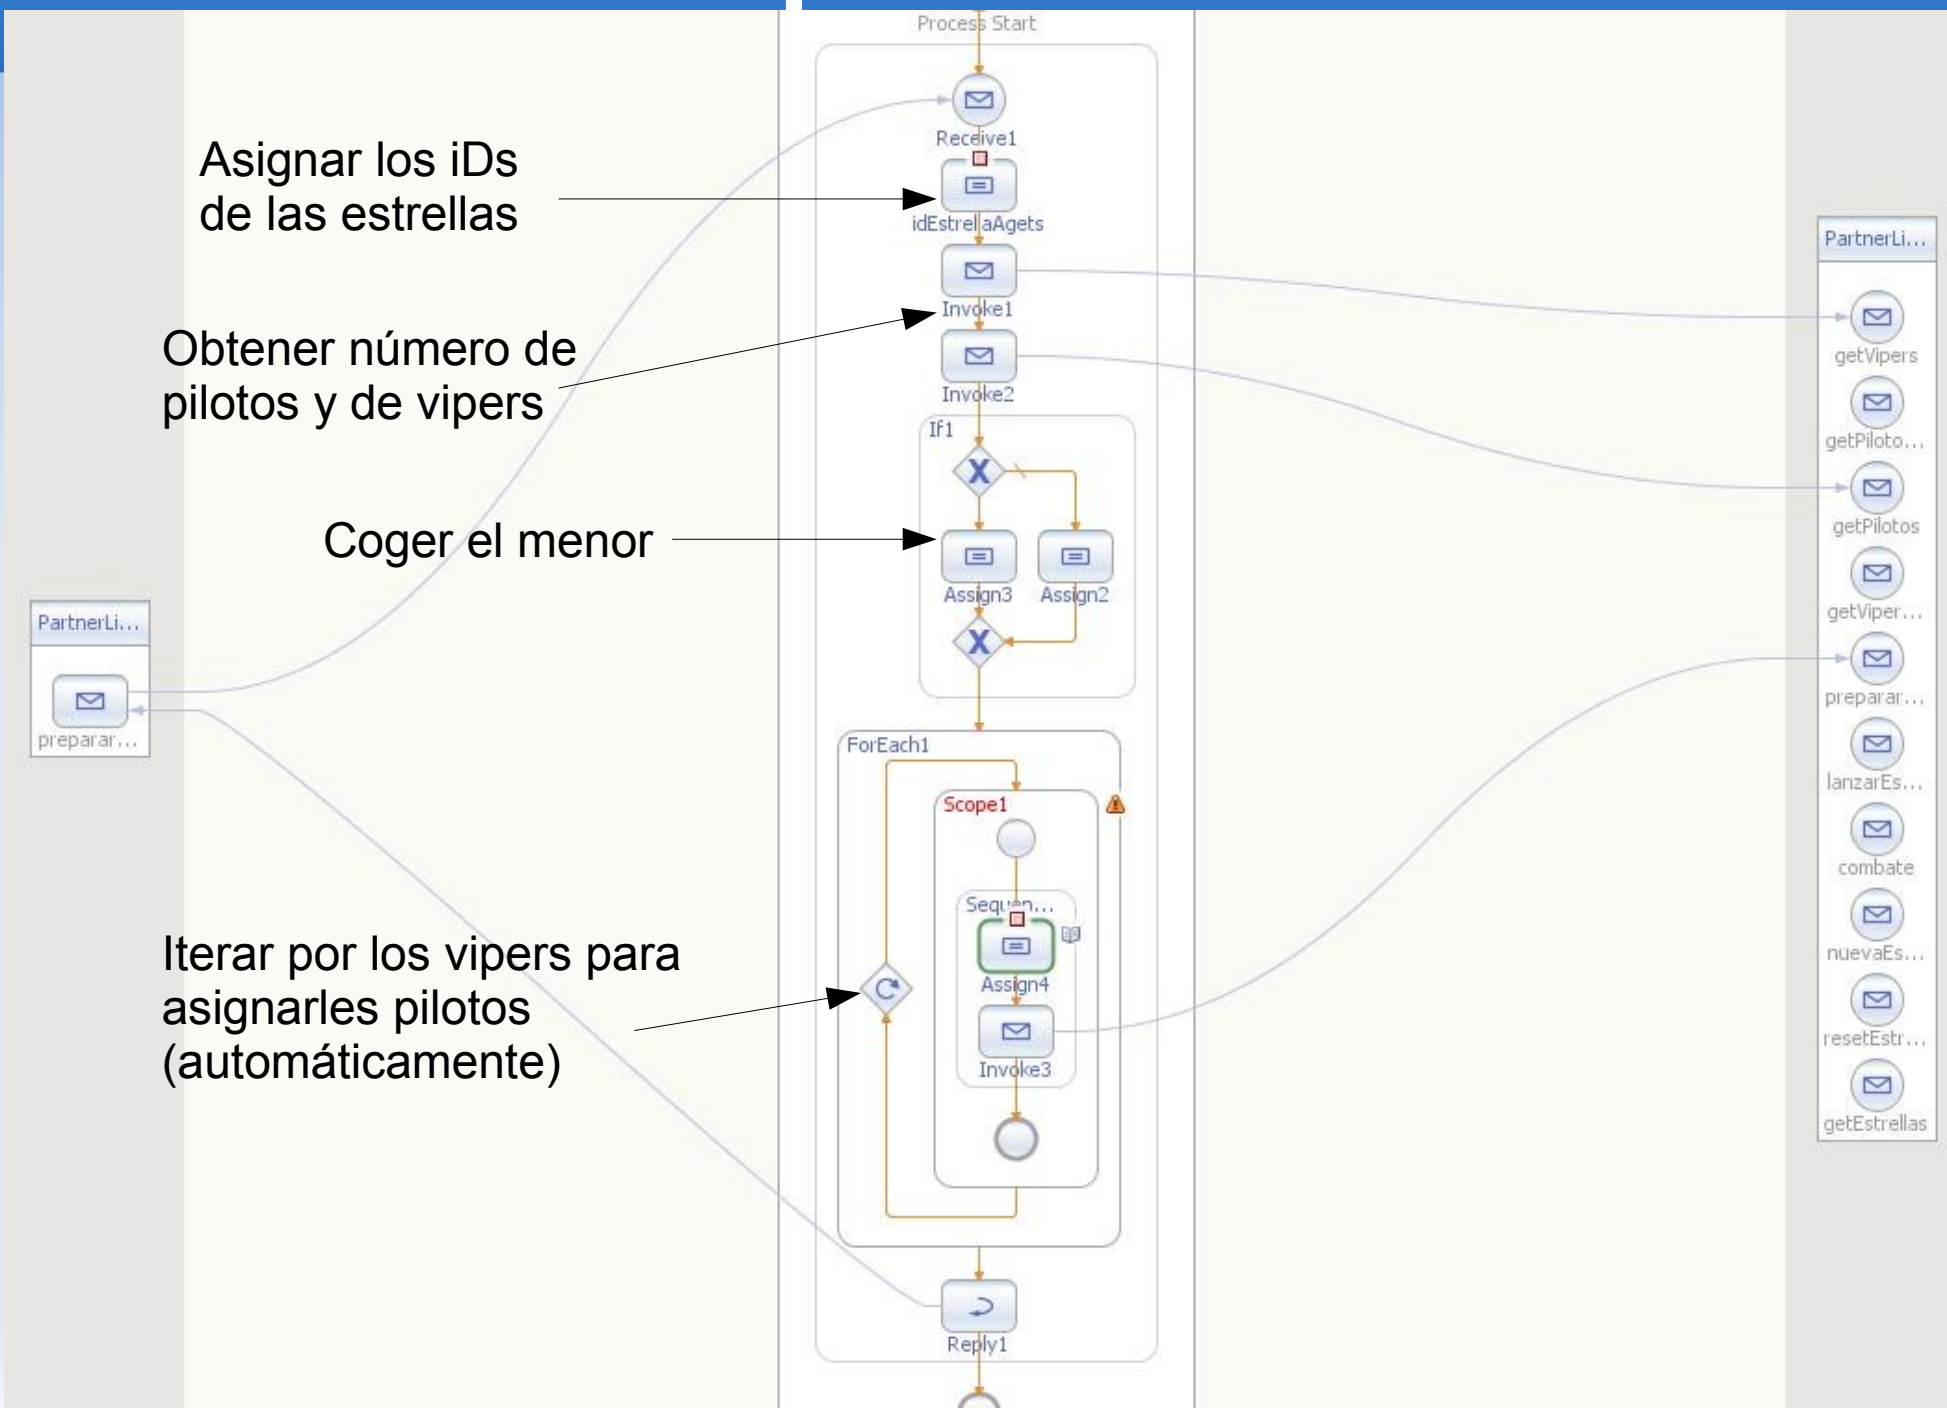 Process Start
Receive1
Asignar los iDs
de las estrellas
idEstrellaAgets
Invoke1
Obtener número de
pilotos y de vipers
Invoke2
If1
X
Coger el menor
Assign3
Assign2
X
PartnerLi...
preparar...
ForEach1
Scope1
Sequen...
Assign4
Iterar por los vipers para
asignarles pilotos
(automáticamente)
Invoke3
Reply1
PartnerLi...
getVipers
getPiloto...
getPilotos
getViper...
preparar...
lanzarEs...
combate
nuevaEs...
resetEstr...
getEstrellas